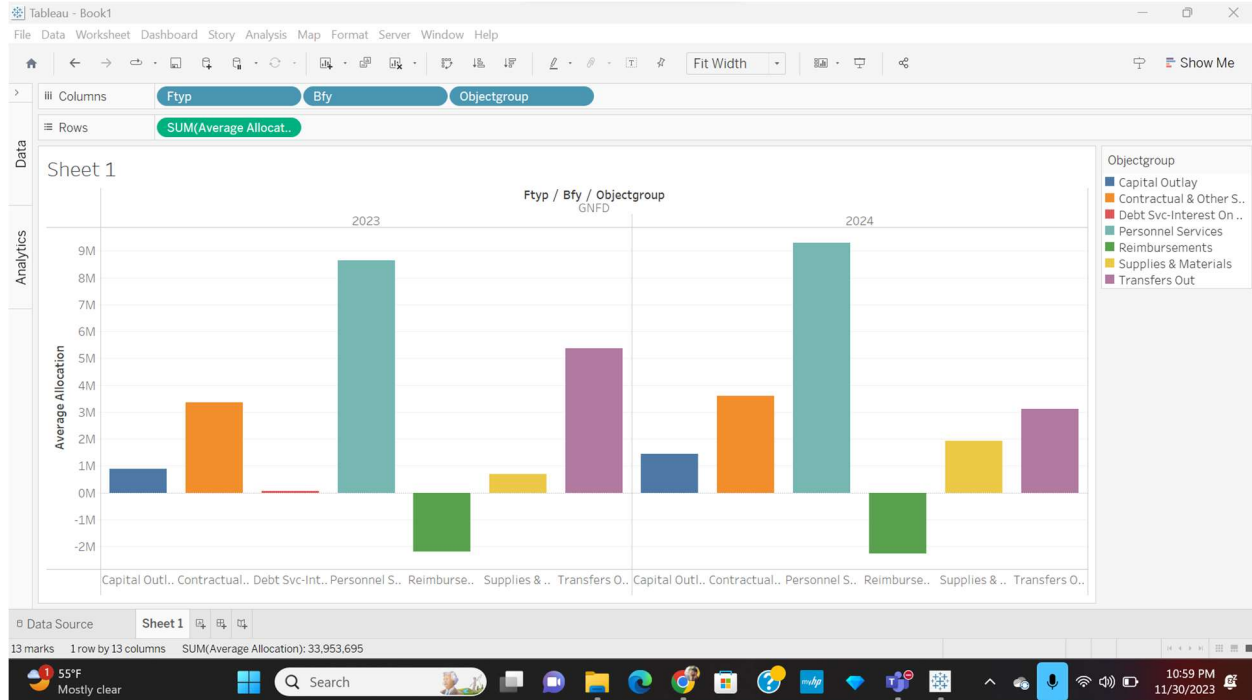 Tableau - Book1
File Data Worksheet Dashboard Story Analysis Map Format Server Window Help
Fit Width
Show Me
Columns Ftyp Bfy Objectgroup
Rows SUM(Average Allocat..
Data
Analytics
Sheet 1
Ftyp / Bfy / Objectgroup
GNFD
2023 2024
Average Allocation
9M
8M
7M
6M
5M
4M
3M
2M
1M
0M
-1M
-2M
Capital Outl.. Contractual.. Debt Svc-Int.. Personnel S.. Reimburse.. Supplies & .. Transfers O.. Capital Outl.. Contractual.. Personnel S.. Reimburse.. Supplies & .. Transfers O..
Objectgroup
Capital Outlay
Contractual & Other S..
Debt Svc-Interest On ..
Personnel Services
Reimbursements
Supplies & Materials
Transfers Out
Data Source Sheet 1
13 marks 1 row by 13 columns SUM(Average Allocation): 33,953,695
1
55°F
Mostly clear
Search
myhp
10:59 PM
11/30/2023